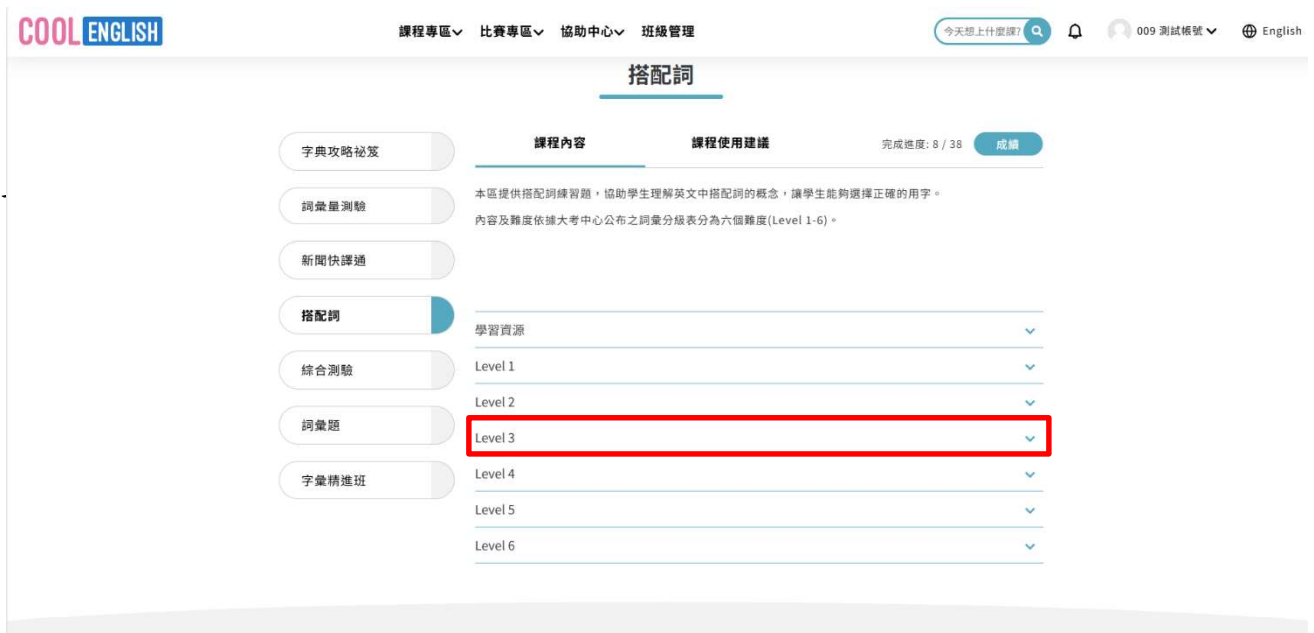 COOL ENGLISH
課程專區 比賽專區 協助中心 班級管理
今天想上什麼課?
009 測試帳號
English
搭配詞
字典攻略祕笈
詞彙量測驗
新聞快譯通
搭配詞
綜合測驗
詞彙題
字彙精進班
課程內容
課程使用建議
完成進度: 8 / 38
成績
本區提供搭配詞練習題，協助學生理解英文中搭配詞的概念，讓學生能夠選擇正確的用字。
內容及難度依據大考中心公布之詞彙分級表分為六個難度(Level 1-6)。
學習資源
Level 1
Level 2
Level 3
Level 4
Level 5
Level 6